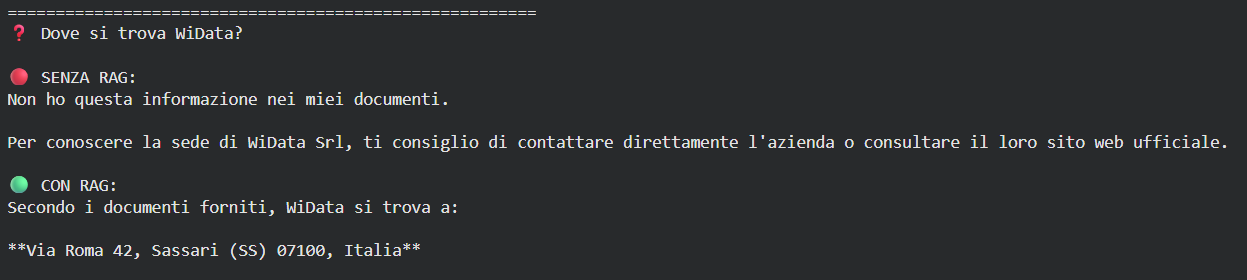 ======================================================
❓ Dove si trova WiData?
🔴 SENZA RAG:
Non ho questa informazione nei miei documenti.
Per conoscere la sede di WiData Srl, ti consiglio di contattare direttamente l'azienda o consultare il loro sito web ufficiale.
🟢 CON RAG:
Secondo i documenti forniti, WiData si trova a:
**Via Roma 42, Sassari (SS) 07100, Italia**